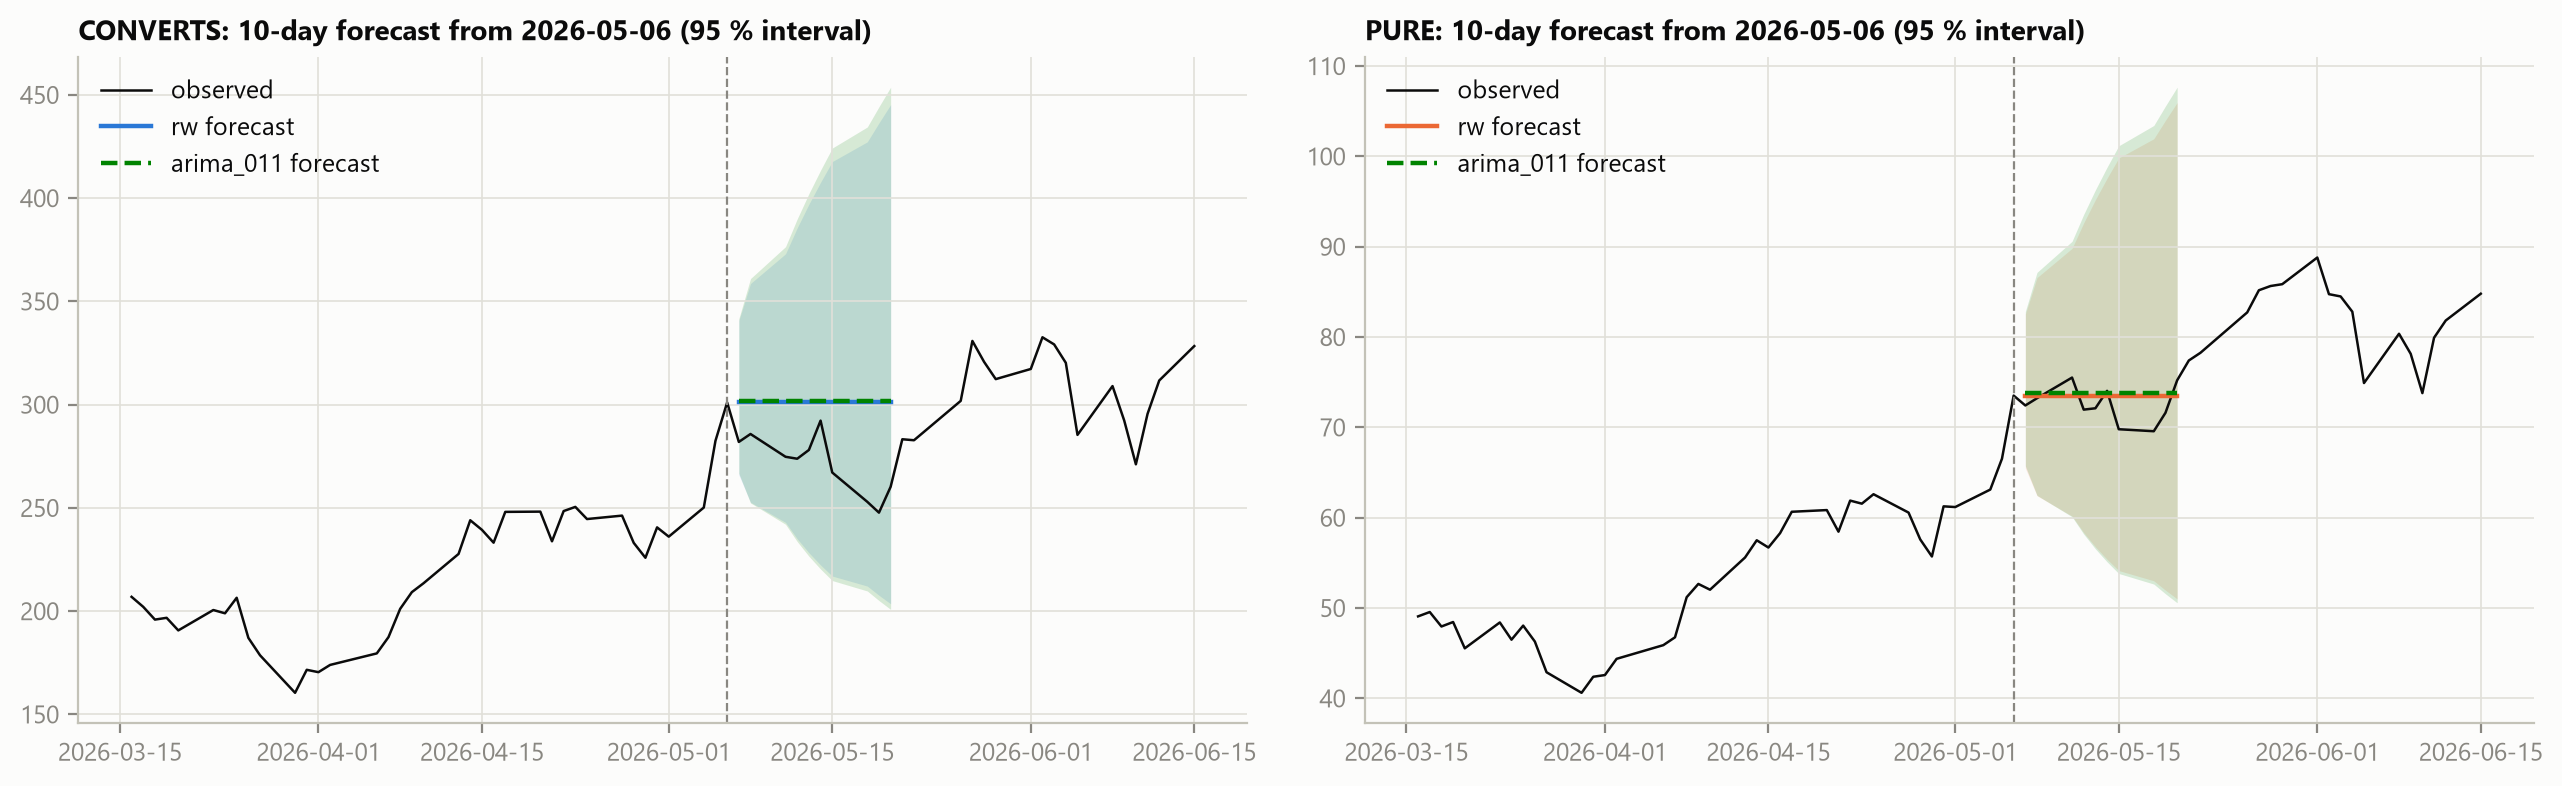 CONVERTS: 10-day forecast from 2026-05-06 (95 % interval)
450
400
350
300
250
200
150
observed
rw forecast
arima_011 forecast
2026-03-15 2026-04-01 2026-04-15 2026-05-01 2026-05-15 2026-06-01 2026-06-15
PURE: 10-day forecast from 2026-05-06 (95 % interval)
110
100
90
80
70
60
50
40
observed
rw forecast
arima_011 forecast
2026-03-15 2026-04-01 2026-04-15 2026-05-01 2026-05-15 2026-06-01 2026-06-15